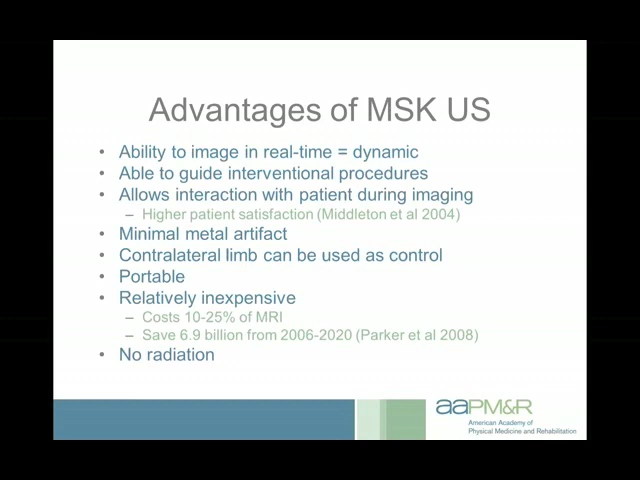 Advantages of MSK US
• Ability to image in real-time = dynamic
• Able to guide interventional procedures
• Allows interaction with patient during imaging
– Higher patient satisfaction (Middleton et al 2004)
• Minimal metal artifact
• Contralateral limb can be used as control
• Portable
• Relatively inexpensive
– Costs 10-25% of MRI
– Save 6.9 billion from 2006-2020 (Parker et al 2008)
• No radiation
aaPM&R
American Academy of
Physical Medicine and Rehabilitation